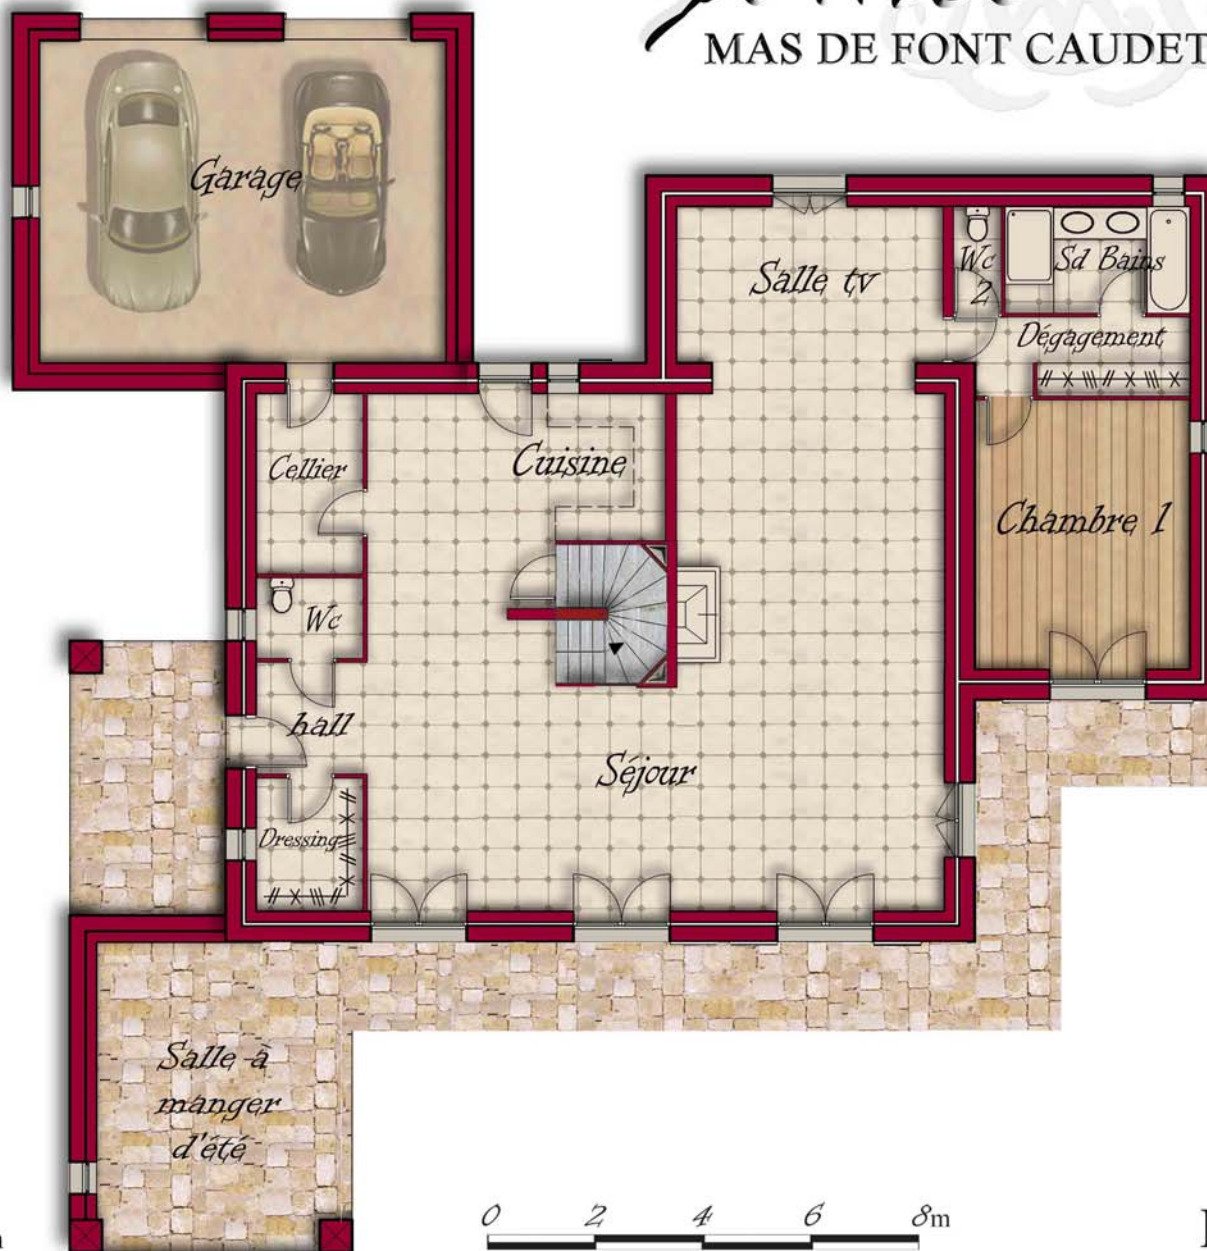 MAS DE FONT CAUDET
Garage
Salle tv
Wc
2
Sd Bains
Dégagement
Cellier
Cuisine
Chambre 1
Wc
hall
Séjour
Dressing
Salle à
manger
d'été
0 2 4 6 8m